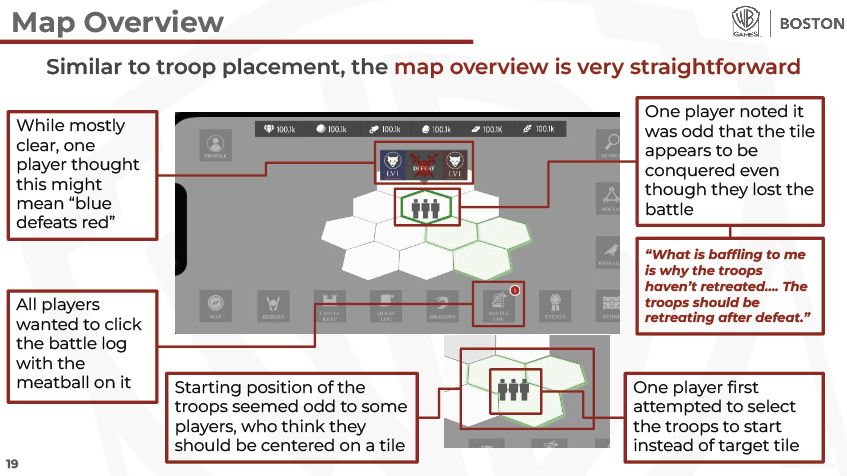 Map Overview
WB
GAMES
BOSTON
Similar to troop placement, the map overview is very straightforward
While mostly
clear, one
player thought
this might
mean “blue
defeats red”
All players
wanted to click
the battle log
with the
meatball on it
100.1k 100.1k 100.1k 100.1k 100.1K 100.1k
PROFILE
LV1 DEFEAT LV1
MAP
HEROES
CASTLE
KEEP
QUEST
LOG
DRAGONS
BATTLE
LOG
EVENTS
One player noted it
was odd that the tile
appears to be
conquered even
though they lost the
battle
“What is baffling to me
is why the troops
haven’t retreated.... The
troops should be
retreating after defeat.”
Starting position of the
troops seemed odd to some
players, who think they
should be centered on a tile
One player first
attempted to select
the troops to start
instead of target tile
19